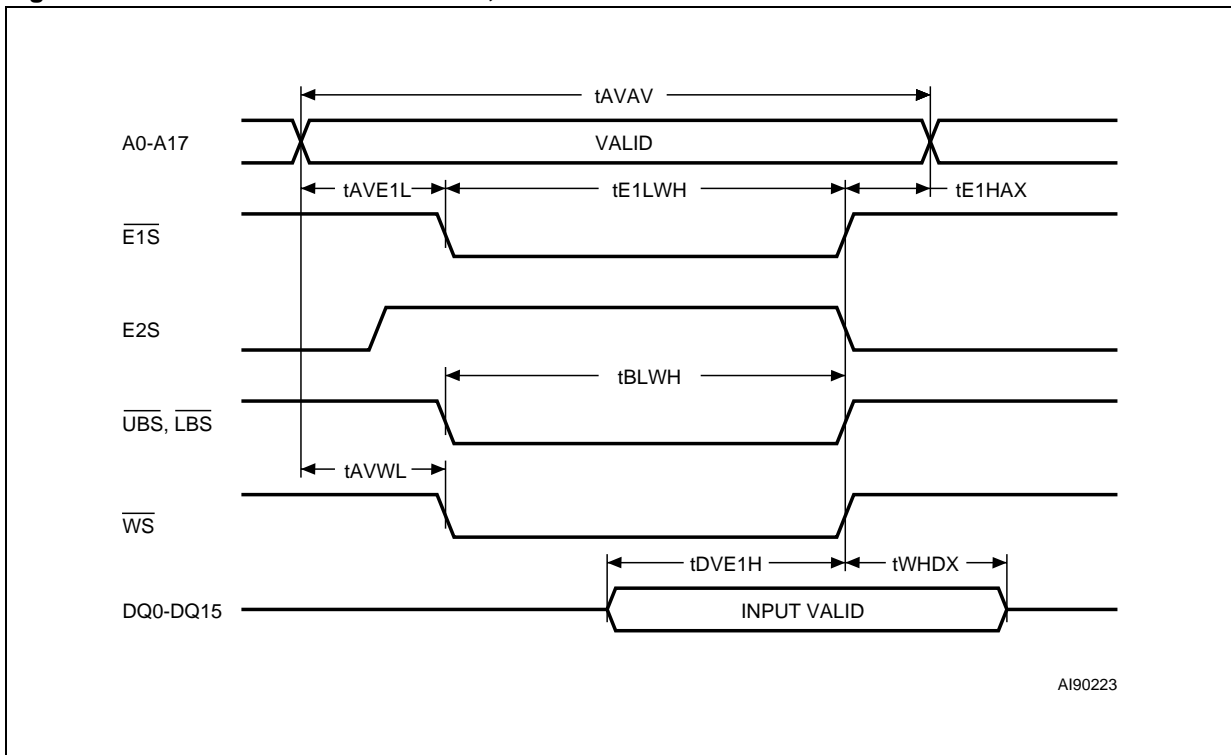 tAVAV
A0-A17
VALID
tAVE1L
tE1LWH
tE1HAX
E1S
E2S
tBLWH
UBS, LBS
tAVWL
WS
tDVE1H
tWHDX
DQ0-DQ15
INPUT VALID
AI90223